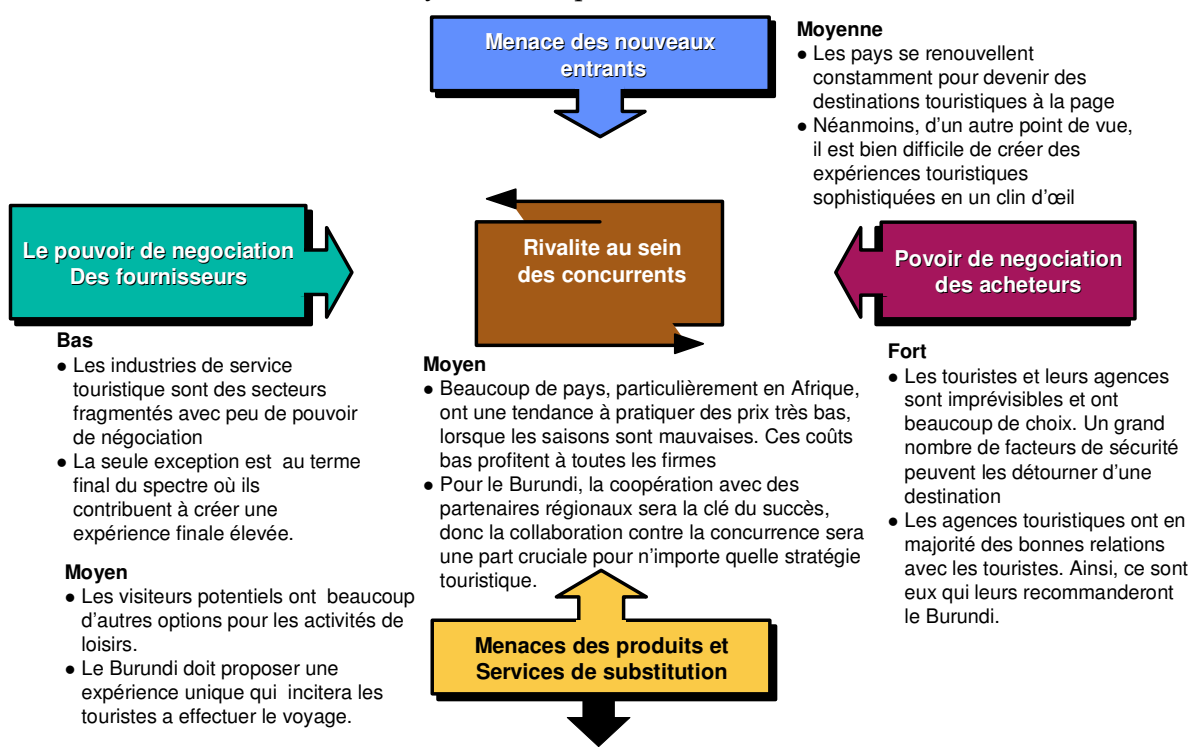 Menace des nouveaux
entrants
Moyenne
● Les pays se renouvellent
constamment pour devenir des
destinations touristiques à la page
● Néanmoins, d'un autre point de vue,
il est bien difficile de créer des
expériences touristiques
sophistiquées en un clin d'œil
Le pouvoir de negociation
Des fournisseurs
Rivalite au sein
des concurrents
Povoir de negociation
des acheteurs
Bas
● Les industries de service
touristique sont des secteurs
fragmentés avec peu de pouvoir
de négociation
● La seule exception est au terme
final du spectre où ils
contribuent à créer une
expérience finale élevée.
Moyen
● Beaucoup de pays, particulièrement en Afrique,
ont une tendance à pratiquer des prix très bas,
lorsque les saisons sont mauvaises. Ces coûts
bas profitent à toutes les firmes
● Pour le Burundi, la coopération avec des
partenaires régionaux sera la clé du succès,
donc la collaboration contre la concurrence sera
une part cruciale pour n'importe quelle stratégie
touristique.
Fort
● Les touristes et leurs agences
sont imprévisibles et ont
beaucoup de choix. Un grand
nombre de facteurs de sécurité
peuvent les détourner d'une
destination
● Les agences touristiques ont en
majorité des bonnes relations
avec les touristes. Ainsi, ce sont
eux qui leurs recommanderont
le Burundi.
Moyen
● Les visiteurs potentiels ont beaucoup
d'autres options pour les activités de
loisirs.
● Le Burundi doit proposer une
expérience unique qui incitera les
touristes a effectuer le voyage.
Menaces des produits et
Services de substitution